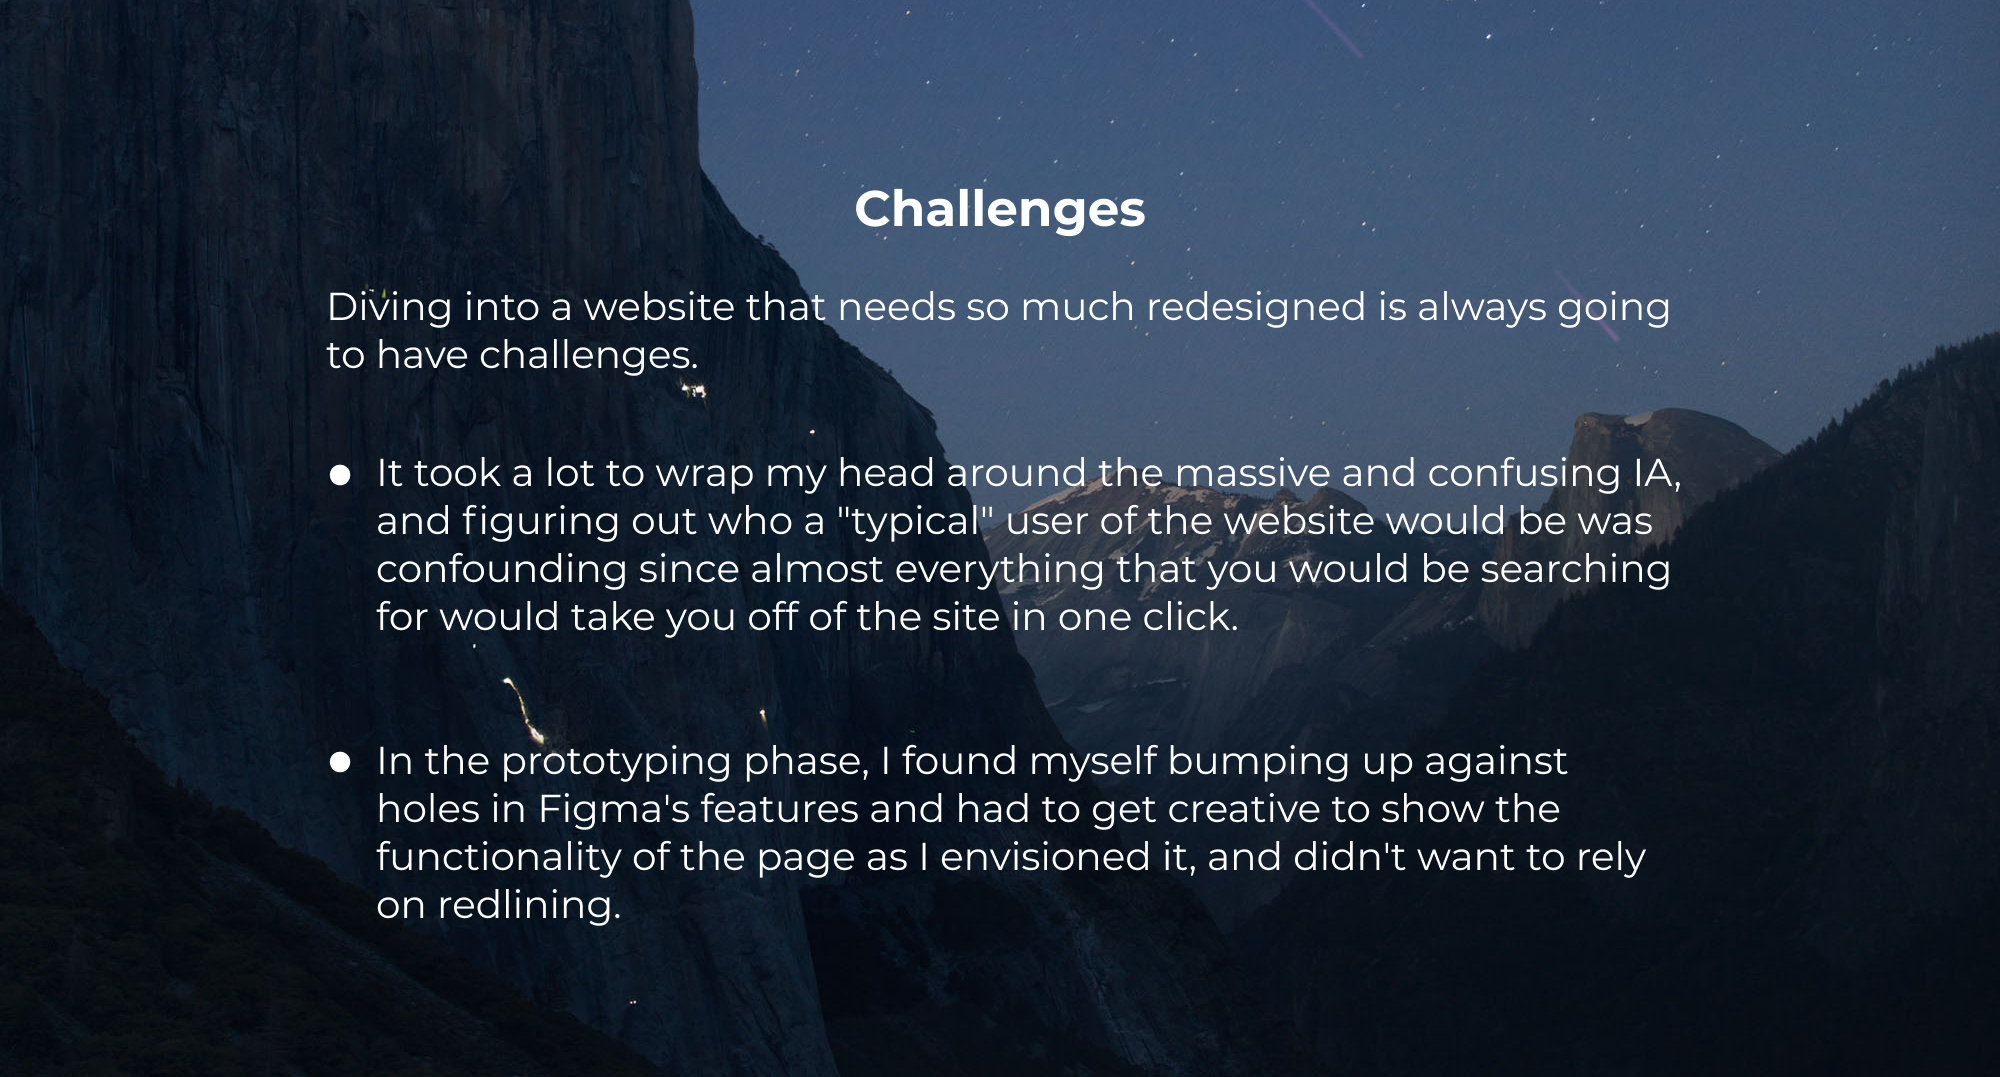 Challenges
Diving into a website that needs so much redesigned is always going
to have challenges.
● It took a lot to wrap my head around the massive and confusing IA,
and figuring out who a "typical" user of the website would be was
confounding since almost everything that you would be searching
for would take you off of the site in one click.
● In the prototyping phase, I found myself bumping up against
holes in Figma's features and had to get creative to show the
functionality of the page as I envisioned it, and didn't want to rely
on redlining.